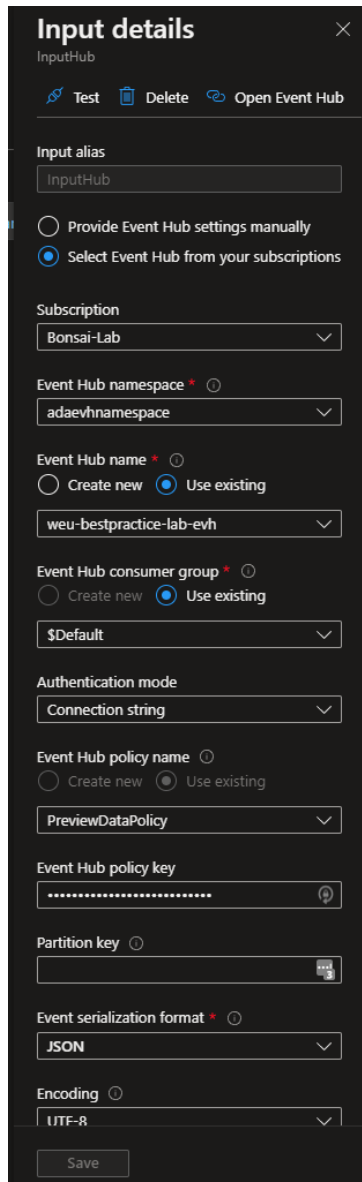 Input details
InputHub
Test Delete Open Event Hub
Input alias
InputHub
Provide Event Hub settings manually
Select Event Hub from your subscriptions
Subscription
Bonsai-Lab
Event Hub namespace *
adaevhnamespace
Event Hub name *
Create new Use existing
weu-bestpractice-lab-evh
Event Hub consumer group *
Create new Use existing
$Default
Authentication mode
Connection string
Event Hub policy name
Create new Use existing
PreviewDataPolicy
Event Hub policy key
••••••••••••••••••••••••••••
Partition key
3
Event serialization format *
JSON
Encoding
UTF-8
Save